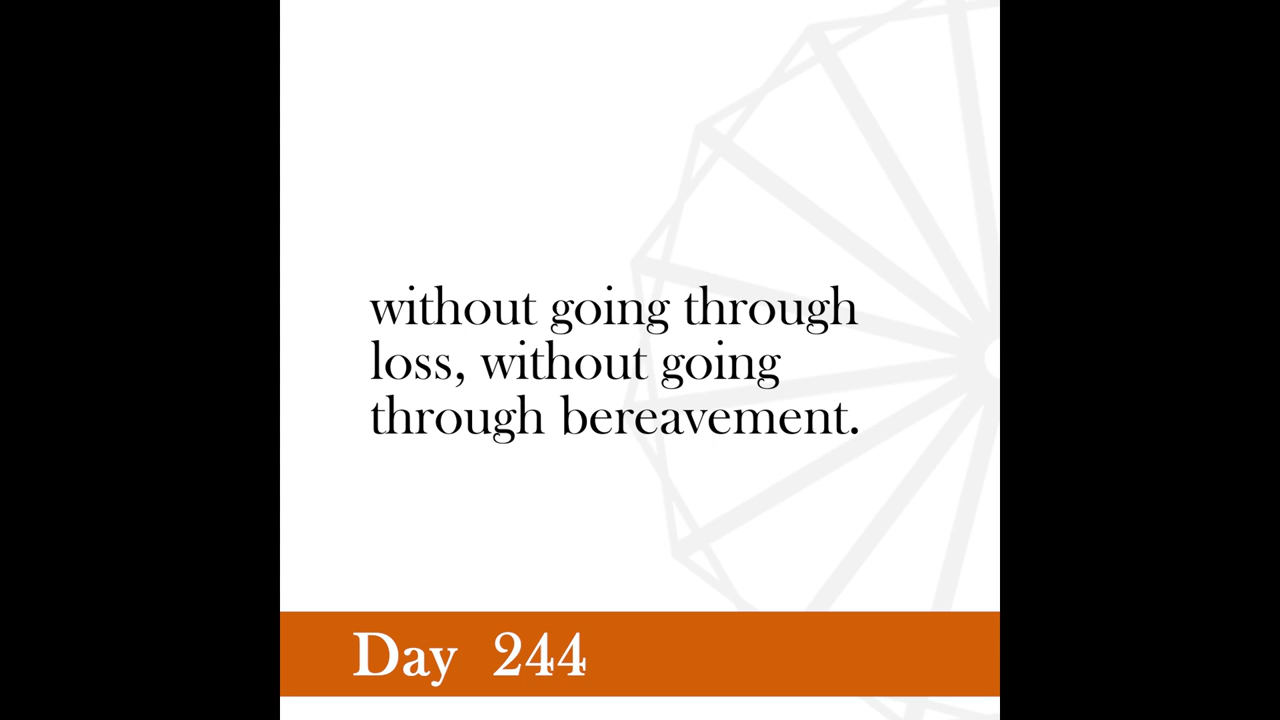 without going through
loss, without going
through bereavement.
Day 244